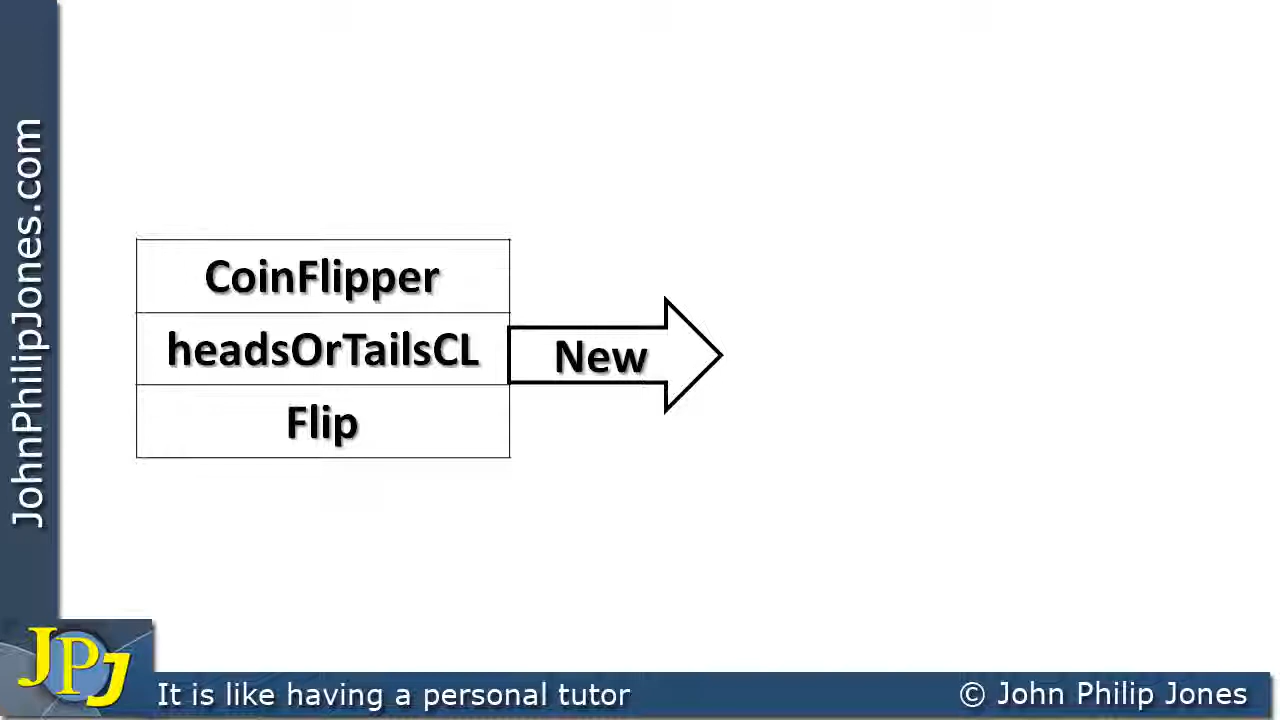 JohnPhilipJones.com
CoinFlipper
headsOrTailsCL
New
Flip
JPJ
It is like having a personal tutor
© John Philip Jones